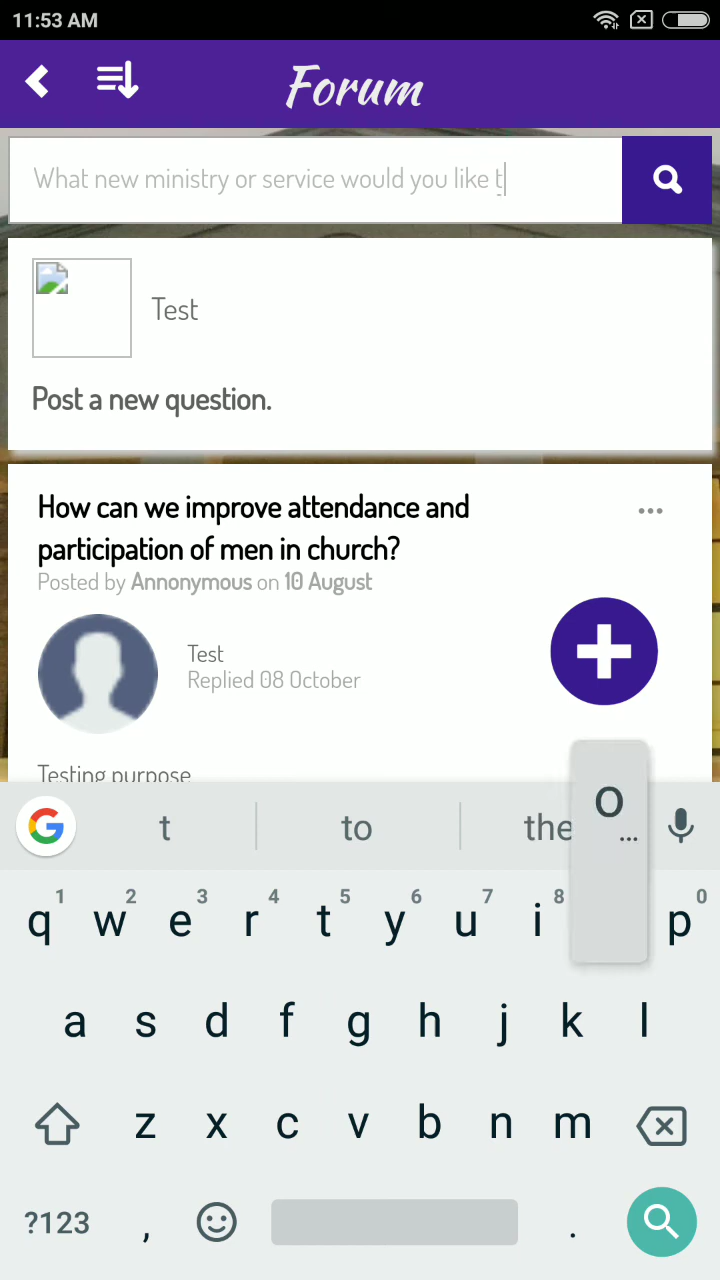 11:53 AM
Forum
What new ministry or service would you like t
Test
Post a new question.
How can we improve attendance and
participation of men in church?
Posted by Annonymous on 10 August
Test
Replied 08 October
Testing purpose
t to the
o
...
1 2 3 4 5 6 7 8 0
q w e r t y u i p
a s d f g h j k l
z x c v b n m
?123 , .